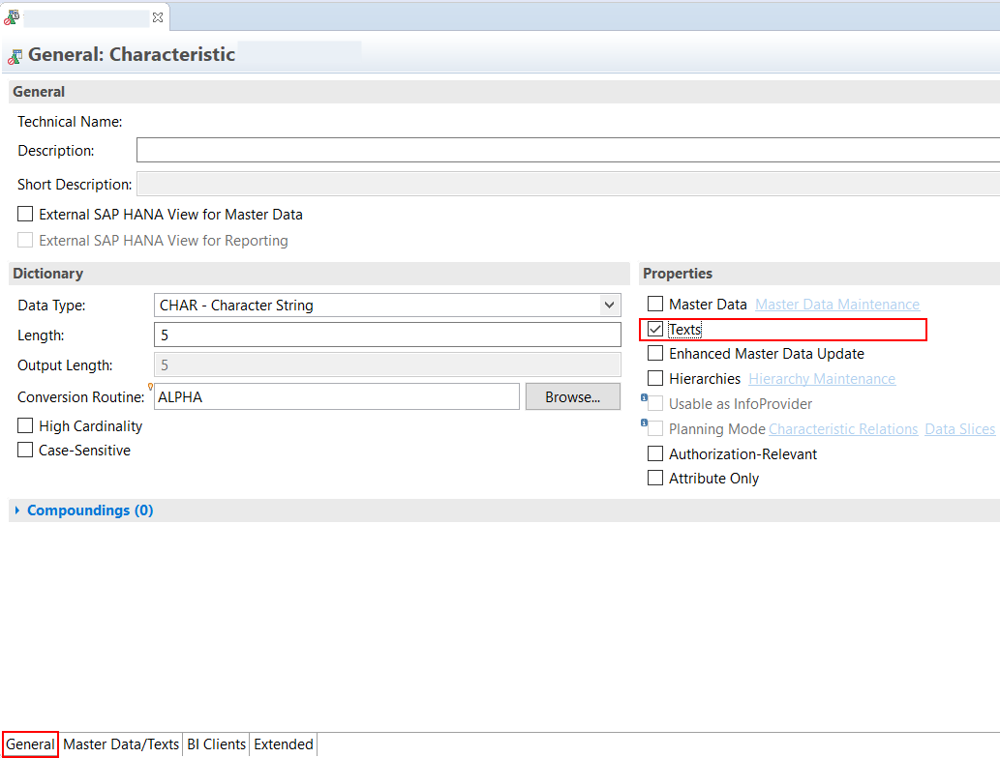 General: Characteristic
General
Technical Name:
Description:
Short Description:
External SAP HANA View for Master Data
External SAP HANA View for Reporting
Dictionary
Data Type: CHAR - Character String
Length: 5
Output Length: 5
Conversion Routine: ALPHA Browse...
High Cardinality
Case-Sensitive
Properties
Master Data Master Data Maintenance
Texts
Enhanced Master Data Update
Hierarchies Hierarchy Maintenance
Usable as InfoProvider
Planning Mode Characteristic Relations Data Slices
Authorization-Relevant
Attribute Only
Compoundings (0)
General Master Data/Texts BI Clients Extended